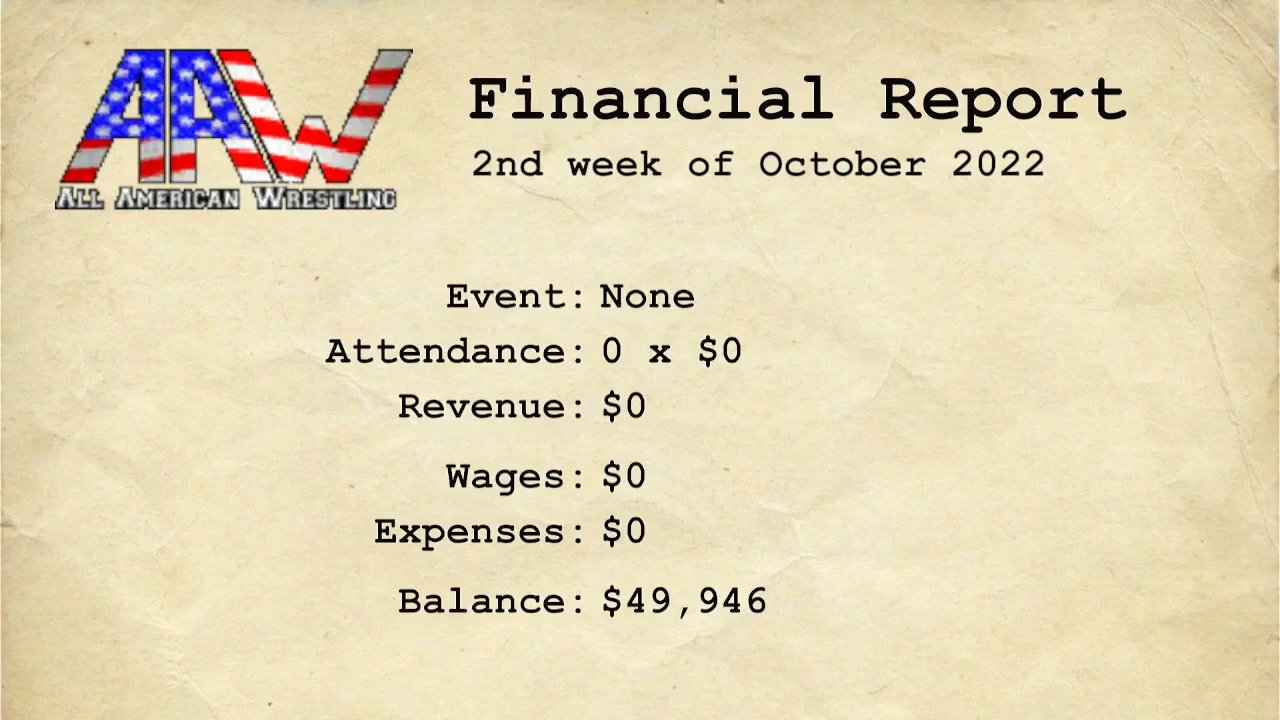 AAW
ALL AMERICAN WRESTLING
Financial Report
2nd week of October 2022
Event: None
Attendance: 0 x $0
Revenue: $0
Wages: $0
Expenses: $0
Balance: $49,946